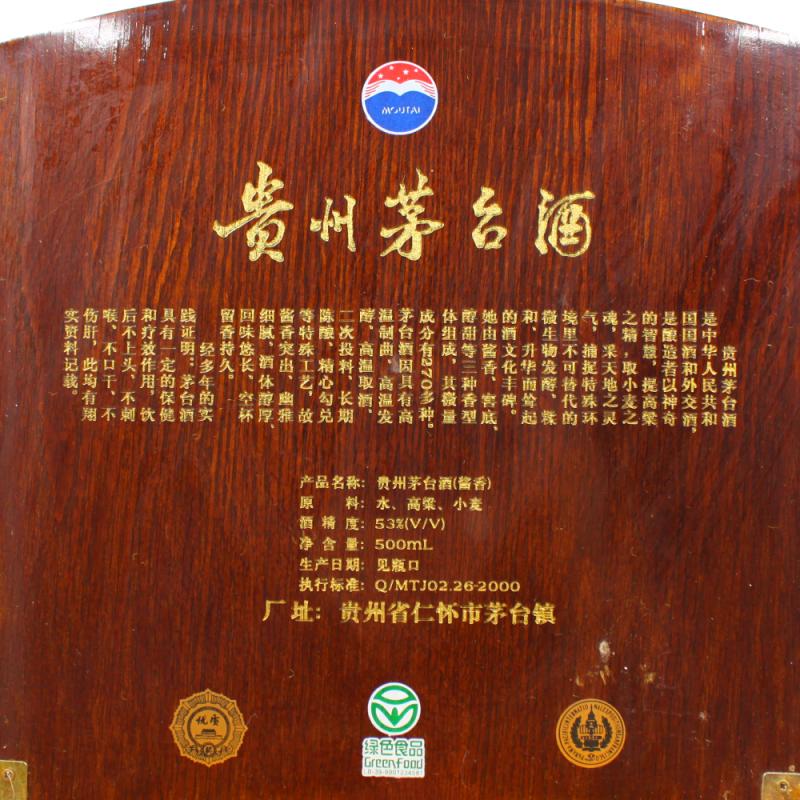 MOUTAI
贵州茅台酒
贵州茅台酒
是中华人民共和
国国酒和外交酒,
是酿造者以神奇
的智慧,提高粱
之精,取小麦之
魂,采天地之灵
气,捕捉特殊环
境里不可替代的
微生物发酵、糅
和、升华而耸起
的酒文化丰碑。
她由酱香、窖底、
醇甜等三种香型
体组成,其微量
成分有270多种。
茅台酒因具有高
温制曲、高温发
酵、高温取酒、
二次投料、长期
陈酿、精心勾兑
等特殊工艺,故
酱香突出、幽雅
细腻、酒体醇厚、
回味悠长、空杯
留香持久。
经多年的实
践证明:茅台酒
具有一定的保健
和疗效作用,饮
后不上头、不刺
喉、不口干、不
伤肝,此均有翔
实资料记载。
产品名称: 贵州茅台酒(酱香)
原 料: 水、高粱、小麦
酒 精 度: 53%(V/V)
净 含 量: 500mL
生产日期: 见瓶口
执行标准: Q/MTJ02.26-2000
厂 址: 贵州省仁怀市茅台镇
绿色食品
GreenFood